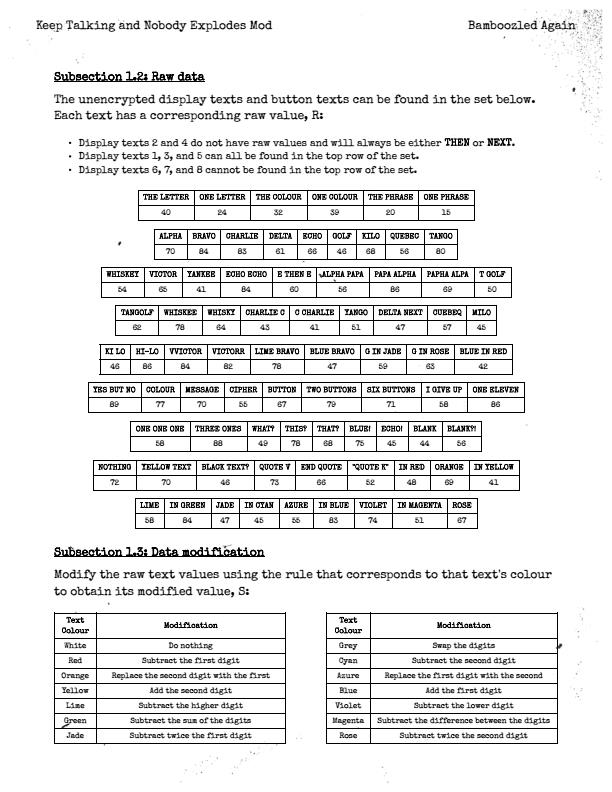 Keep Talking and Nobody Explodes Mod Bamboozled Again
Subsection 1.2: Raw data
The unencrypted display texts and button texts can be found in the set below.
Each text has a corresponding raw value, R:
• Display texts 2 and 4 do not have raw values and will always be either THEN or NEXT.
• Display texts 1, 3, and 5 can all be found in the top row of the set.
• Display texts 6, 7, and 8 cannot be found in the top row of the set.
THE LETTER ONE LETTER THE COLOUR ONE COLOUR THE PHRASE ONE PHRASE
40 24 32 39 20 15
ALPHA BRAVO CHARLIE DELTA ECHO GOLF KILO QUEBEC TANGO
70 84 83 61 66 46 68 56 80
WHISKEY VICTOR YANKEE ECHO ECHO E THEN E ALPHA PAPA PAPA ALPHA PAPHA ALPA T GOLF
54 65 41 84 60 56 86 69 50
TANGOLF WHISKEE WHISKY CHARLIE C C CHARLIE YANGO DELTA NEXT CUEBEQ MILO
62 78 64 43 41 51 47 57 45
KI LO HI-LO VVICTOR VICTORR LIME BRAVO BLUE BRAVO G IN JADE G IN ROSE BLUE IN RED
46 86 84 82 78 47 59 63 42
YES BUT NO COLOUR MESSAGE CIPHER BUTTON TWO BUTTONS SIX BUTTONS I GIVE UP ONE ELEVEN
89 77 70 55 67 79 71 58 86
ONE ONE ONE THREE ONES WHAT? THIS? THAT? BLUE! ECHO! BLANK BLANK?!
58 88 49 78 68 75 45 44 56
NOTHING YELLOW TEXT BLACK TEXT? QUOTE V END QUOTE "QUOTE K" IN RED ORANGE IN YELLOW
72 70 46 73 66 52 48 69 41
LIME IN GREEN JADE IN CYAN AZURE IN BLUE VIOLET IN MAGENTA ROSE
58 84 47 45 55 83 74 51 67
Subsection 1.3: Data modification
Modify the raw text values using the rule that corresponds to that text's colour
to obtain its modified value, S:
Text Colour Modification
White Do nothing
Red Subtract the first digit
Orange Replace the second digit with the first
Yellow Add the second digit
Lime Subtract the higher digit
Green Subtract the sum of the digits
Jade Subtract twice the first digit
Text Colour Modification
Grey Swap the digits
Cyan Subtract the second digit
Azure Replace the first digit with the second
Blue Add the first digit
Violet Subtract the lower digit
Magenta Subtract the difference between the digits
Rose Subtract twice the second digit